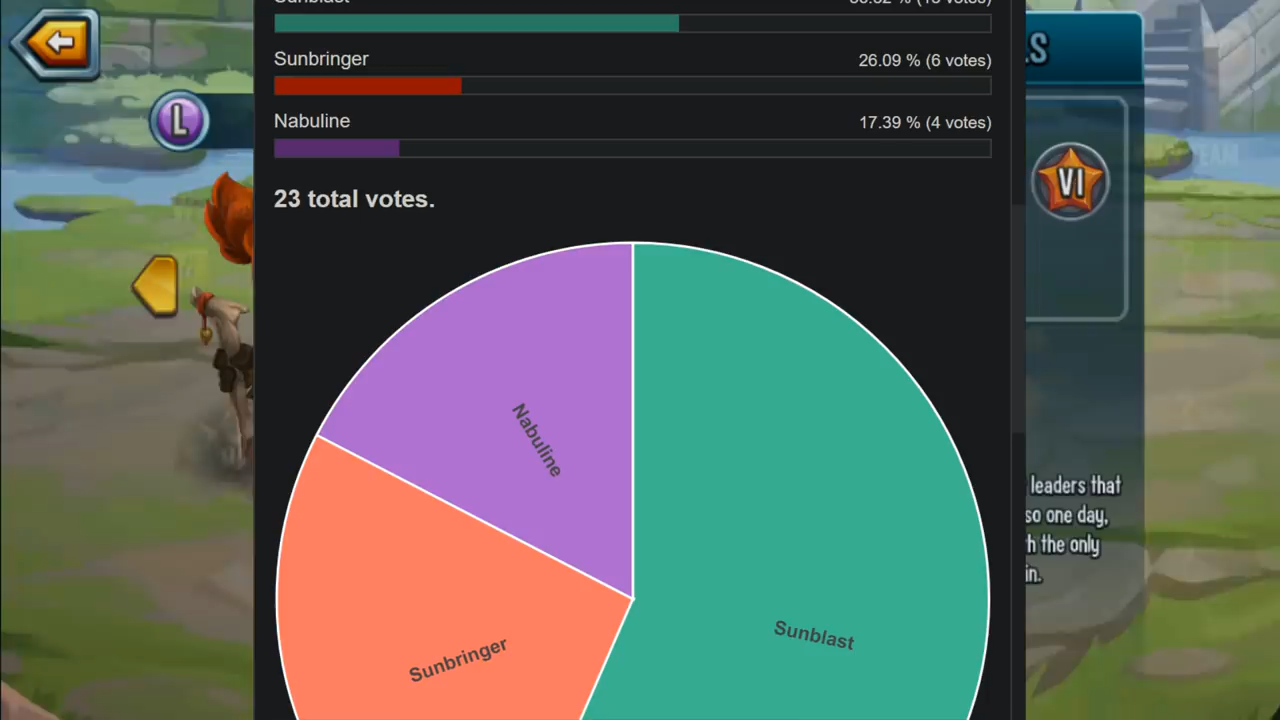 Sunbringer
26.09 % (6 votes)
Nabuline
17.39 % (4 votes)
23 total votes.
L
VI
TEAM
Nabuline
Sunblast
Sunbringer
leaders that
so one day,
the only